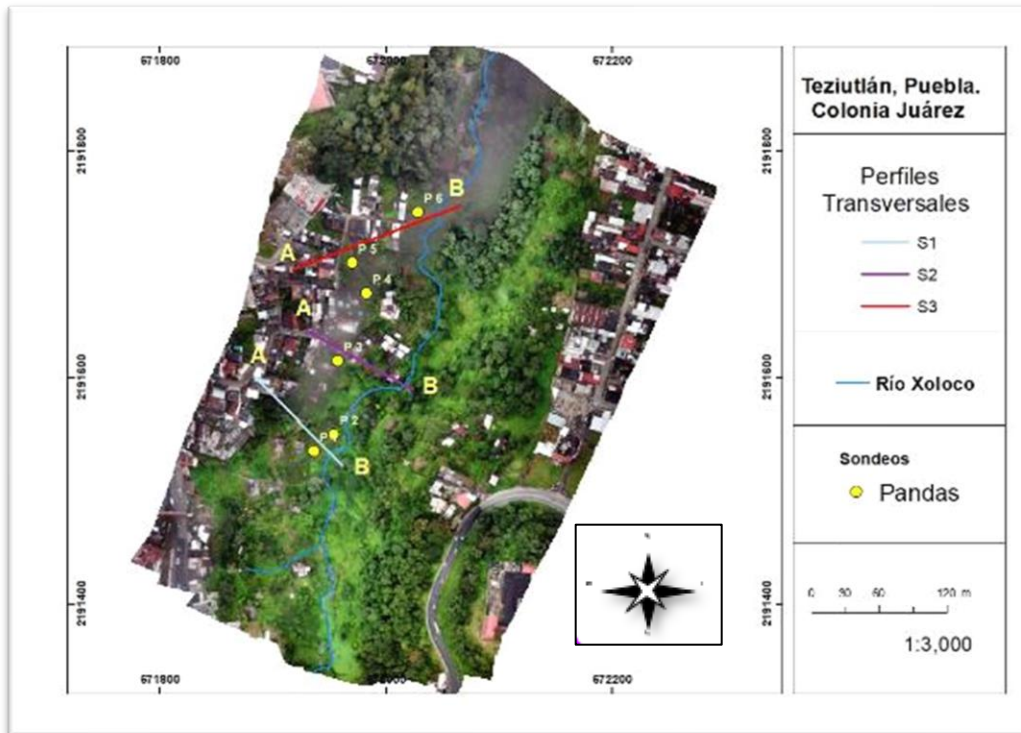 671800
672000
672200
2191800
2191800
B
P 6
A
P 5
P 4
A
P 3
A
2191600
2191600
B
P 2
P
B
2191400
2191400
671800
672000
672200
Teziutlán, Puebla.
Colonia Juárez
Perfiles
Transversales
S1
S2
S3
Río Xoloco
Sondeos
Pandas
0 30 60 120 m
1:3,000